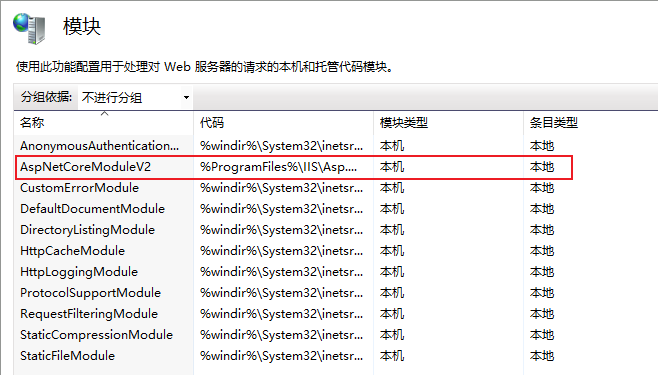 模块
使用此功能配置用于处理对 Web 服务器的请求的本机和托管代码模块。
分组依据: 不进行分组
名称 代码 模块类型 条目类型
AnonymousAuthentication... %windir%\System32\inetsr... 本机 本地
AspNetCoreModuleV2 %ProgramFiles%\IIS\Asp.... 本机 本地
CustomErrorModule %windir%\System32\inetsr... 本机 本地
DefaultDocumentModule %windir%\System32\inetsr... 本机 本地
DirectoryListingModule %windir%\System32\inetsr... 本机 本地
HttpCacheModule %windir%\System32\inetsr... 本机 本地
HttpLoggingModule %windir%\System32\inetsr... 本机 本地
ProtocolSupportModule %windir%\System32\inetsr... 本机 本地
RequestFilteringModule %windir%\System32\inetsr... 本机 本地
StaticCompressionModule %windir%\System32\inetsr... 本机 本地
StaticFileModule %windir%\System32\inetsr... 本机 本地